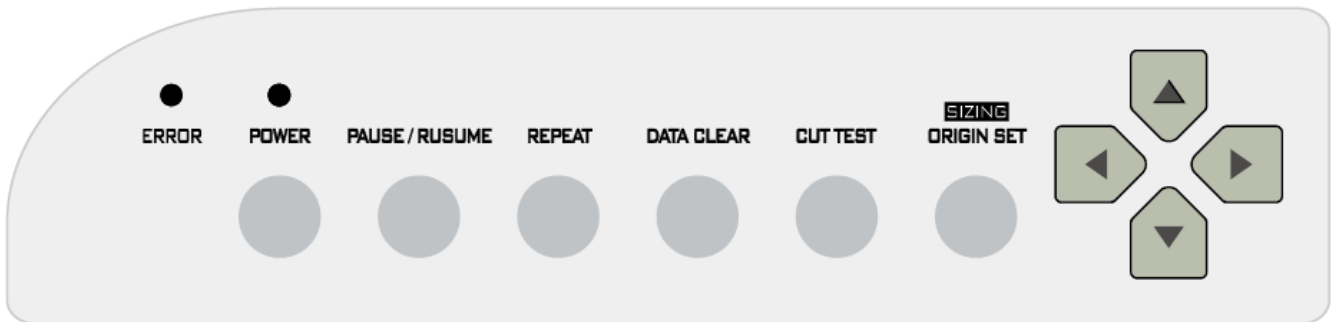 SIZING
ERROR POWER PAUSE / RUSUME REPEAT DATA CLEAR CUT TEST ORIGIN SET